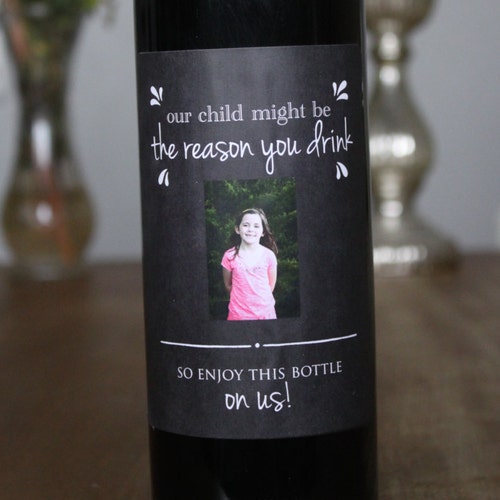 our child might be
the reason you drink
SO ENJOY THIS BOTTLE
on us!